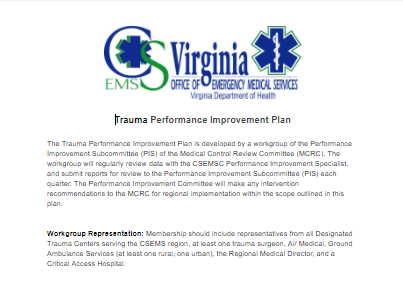 CS Virginia
EMS OFFICE OF EMERGENCY MEDICAL SERVICES
Virginia Department of Health
Trauma Performance Improvement Plan
The Trauma Performance Improvement Plan is developed by a workgroup of the Performance
Improvement Subcommittee (PIS) of the Medical Control Review Committee (MCRC). The
workgroup will regularly review data with the CSEMSC Performance Improvement Specialist,
and submit reports for review to the Performance Improvement Subcommittee (PIS) each
quarter. The Performance Improvement Committee will make any intervention
recommendations to the MCRC for regional implementation within the scope outlined in this
plan.
Workgroup Representation: Membership should include representatives from all Designated
Trauma Centers serving the CSEMS region, at least one trauma surgeon, Air Medical, Ground
Ambulance Services (at least one rural, one urban), the Regional Medical Director, and a
Critical Access Hospital.